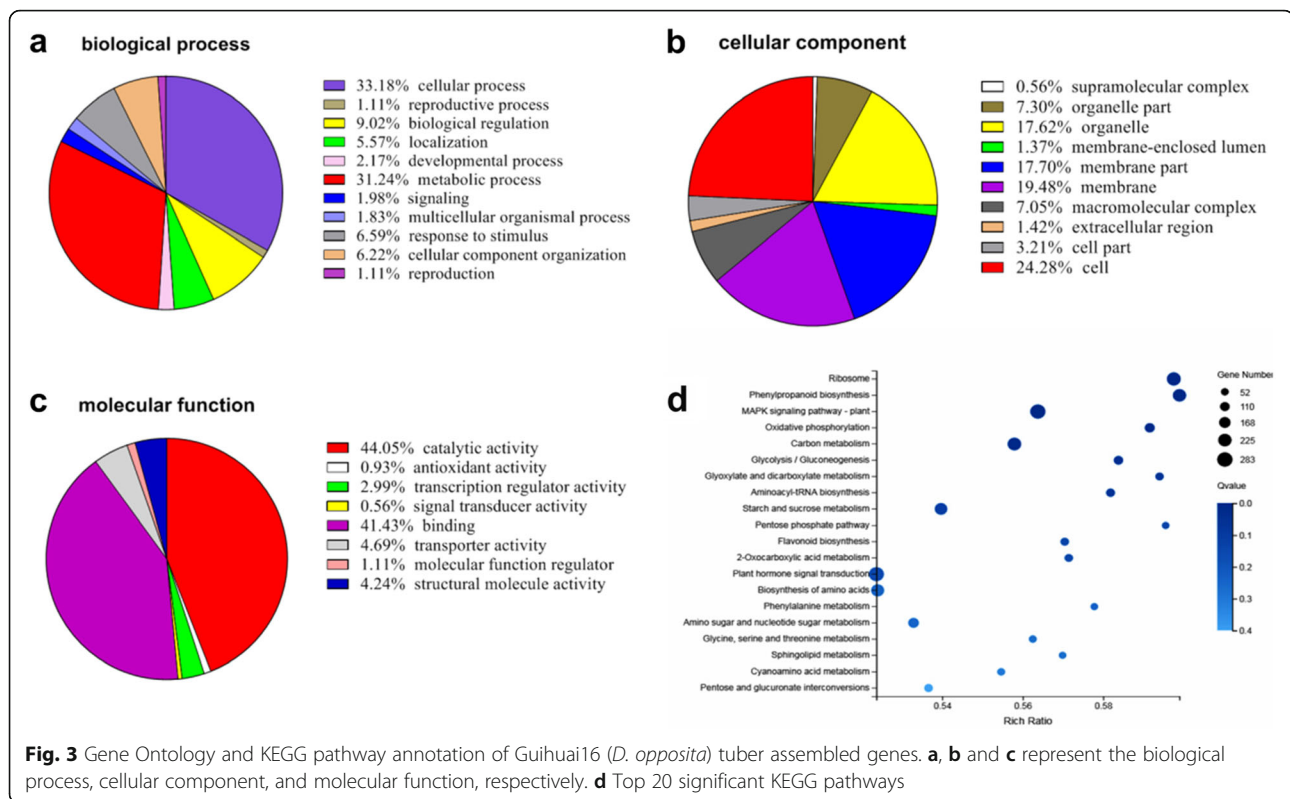 a biological process
33.18% cellular process
1.11% reproductive process
9.02% biological regulation
5.57% localization
2.17% developmental process
31.24% metabolic process
1.98% signaling
1.83% multicellular organismal process
6.59% response to stimulus
6.22% cellular component organization
1.11% reproduction
b cellular component
0.56% supramolecular complex
7.30% organelle part
17.62% organelle
1.37% membrane-enclosed lumen
17.70% membrane part
19.48% membrane
7.05% macromolecular complex
1.42% extracellular region
3.21% cell part
24.28% cell
c molecular function
44.05% catalytic activity
0.93% antioxidant activity
2.99% transcription regulator activity
0.56% signal transducer activity
41.43% binding
4.69% transporter activity
1.11% molecular function regulator
4.24% structural molecule activity
d
Ribosome
Phenylpropanoid biosynthesis
MAPK signaling pathway - plant
Oxidative phosphorylation
Carbon metabolism
Glycolysis / Gluconeogenesis
Glyoxylate and dicarboxylate metabolism
Aminoacyl-tRNA biosynthesis
Starch and sucrose metabolism
Pentose phosphate pathway
Flavonoid biosynthesis
2-Oxocarboxylic acid metabolism
Plant hormone signal transduction
Biosynthesis of amino acids
Phenylalanine metabolism
Amino sugar and nucleotide sugar metabolism
Glycine, serine and threonine metabolism
Sphingolipid metabolism
Cyanoamino acid metabolism
Pentose and glucuronate interconversions
0.54 0.56 0.58
Rich Ratio
Gene Number
52
110
168
225
283
Qvalue
0.0
0.1
0.2
0.3
0.4
Fig. 3 Gene Ontology and KEGG pathway annotation of Guihuai16 (D. opposita) tuber assembled genes. a, b and c represent the biological
process, cellular component, and molecular function, respectively. d Top 20 significant KEGG pathways